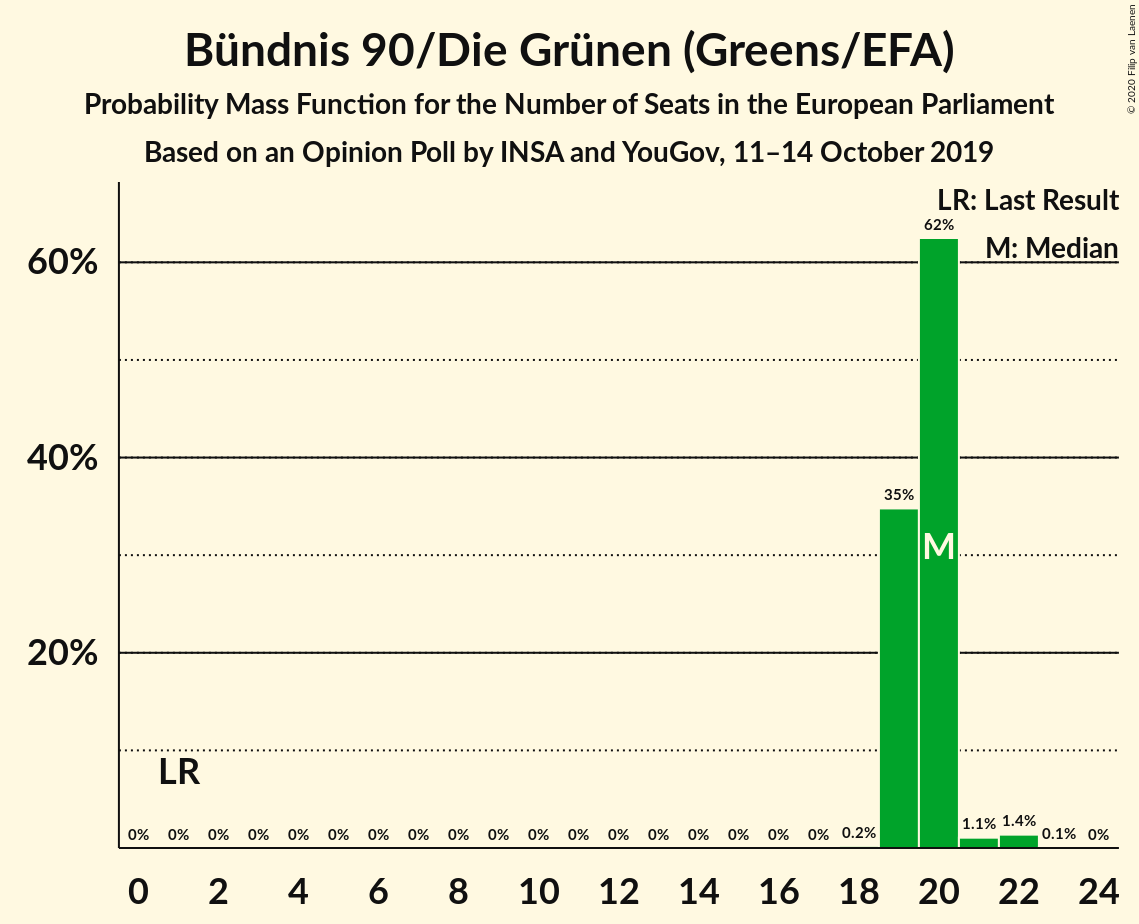 Bündnis 90/Die Grünen (Greens/EFA)
Probability Mass Function for the Number of Seats in the European Parliament
Based on an Opinion Poll by INSA and YouGov, 11–14 October 2019
© 2020 Filip van Laenen
LR: Last Result
M: Median
60%
40%
20%
62%
35%
M
LR
0% 0% 0% 0% 0% 0% 0% 0% 0% 0% 0% 0% 0% 0% 0% 0% 0% 0% 0.2% 1.1% 1.4% 0.1% 0%
0 2 4 6 8 10 12 14 16 18 20 22 24